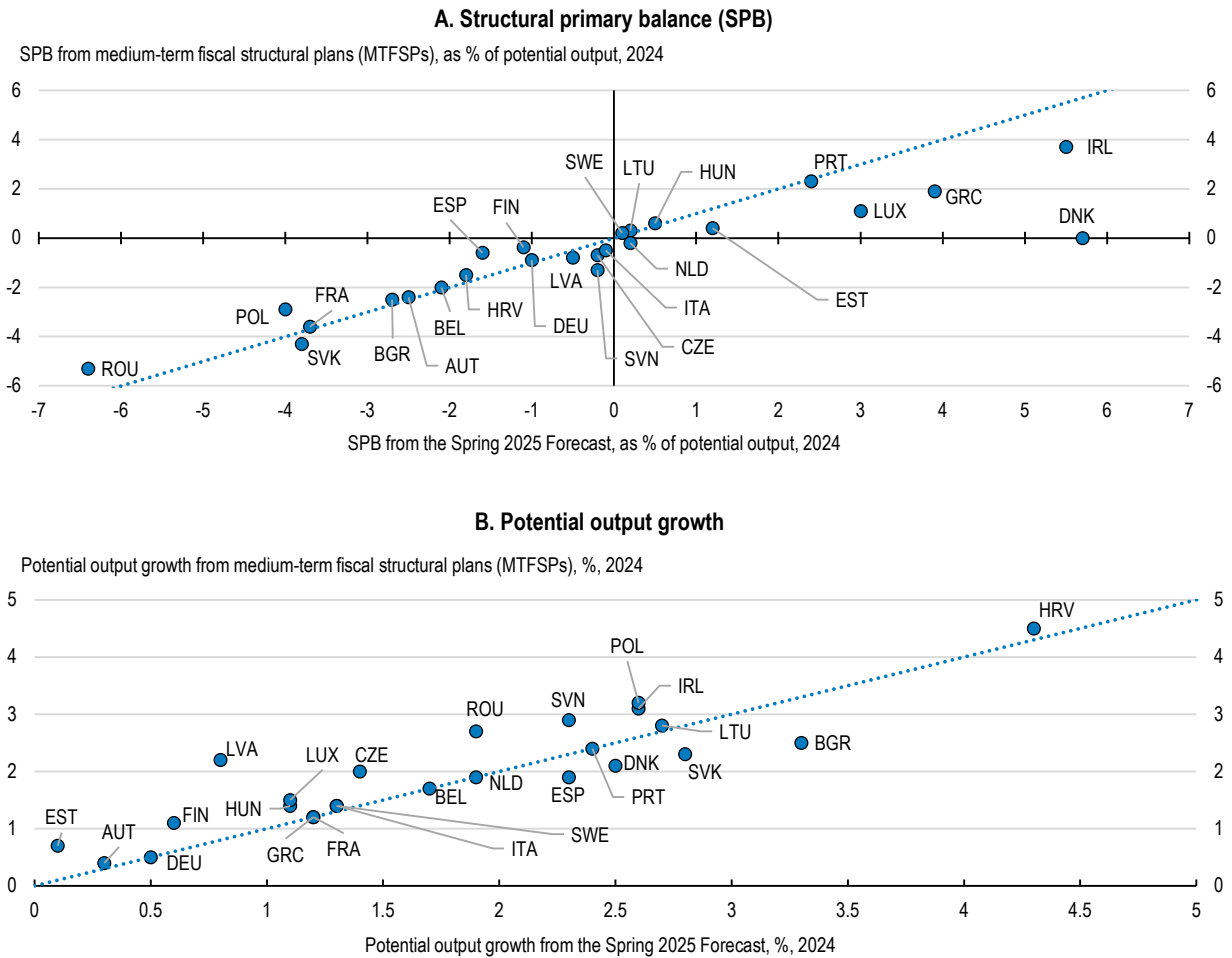 A. Structural primary balance (SPB)
SPB from medium-term fiscal structural plans (MTFSPs), as % of potential output, 2024
6 6
4 4
2 2
0 0
-2 -2
-4 -4
-6 -6
SWE LTU HUN PRT IRL
ESP FIN LUX GRC DNK
LVA NLD
POL FRA HRV DEU ITA EST
ROU SVK BGR BEL AUT SVN CZE
-7 -6 -5 -4 -3 -2 -1 0 1 2 3 4 5 6 7
SPB from the Spring 2025 Forecast, as % of potential output, 2024
B. Potential output growth
Potential output growth from medium-term fiscal structural plans (MTFSPs), %, 2024
5 5
4 4
3 3
2 2
1 1
0 0
HRV
POL
IRL
ROU SVN
LTU
LVA LUX CZE DNK SVK BGR
HUN BEL NLD ESP PRT
EST AUT FIN
DEU GRC FRA ITA SWE
0 0.5 1 1.5 2 2.5 3 3.5 4 4.5 5
Potential output growth from the Spring 2025 Forecast, %, 2024